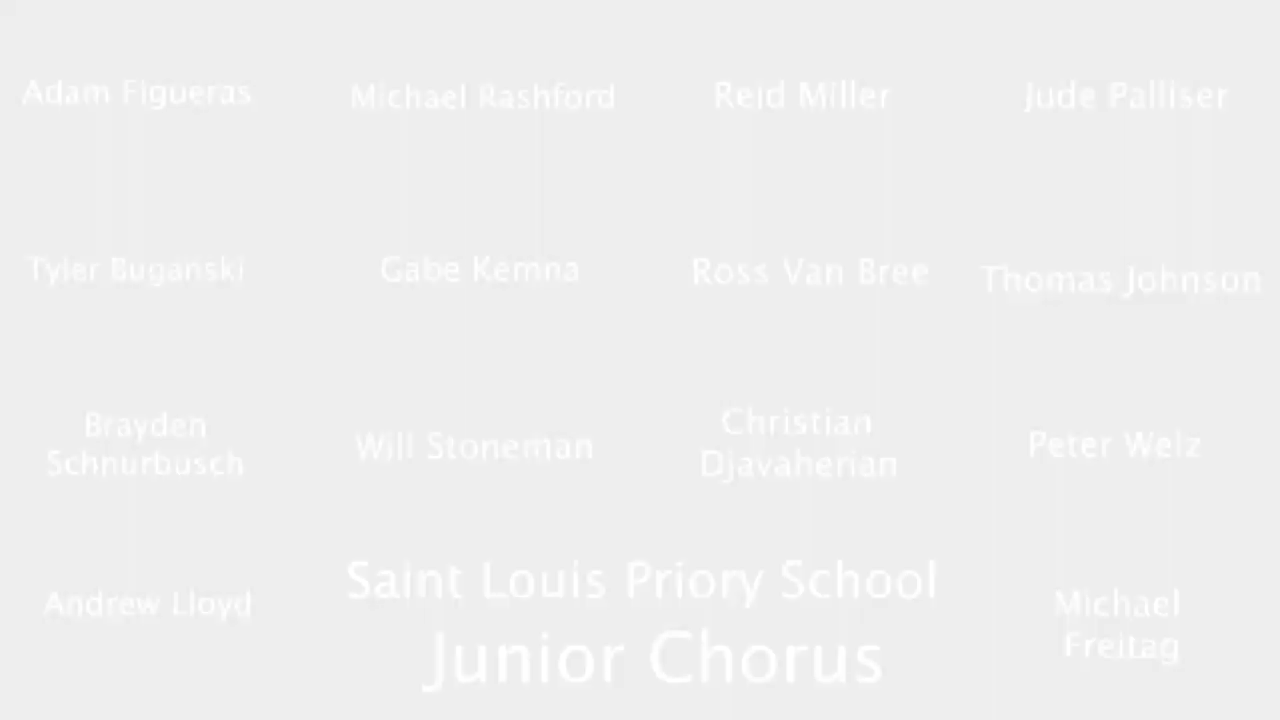 Adam Figueras
Michael Rashford
Reid Miller
Jude Palliser
Tyler Buganski
Gabe Kemna
Ross Van Bree
Thomas Johnson
Brayden
Schnurbusch
Will Stoneman
Christian
Djavaherian
Peter Welz
Andrew Lloyd
Saint Louis Priory School
Junior Chorus
Michael
Freitag